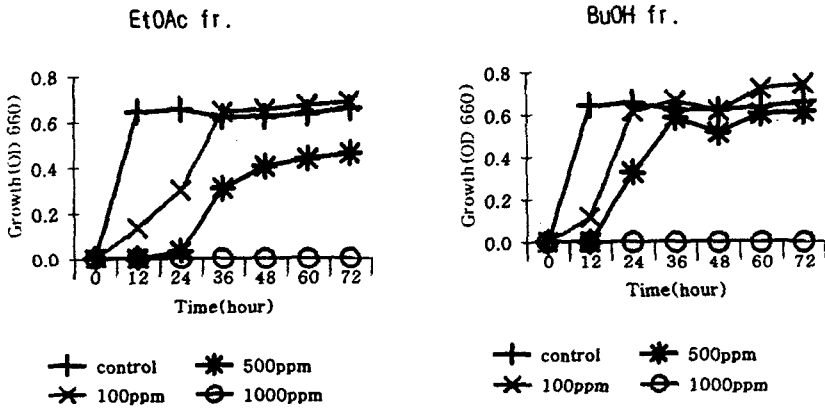 EtOAc fr.
0.8
0.6
0.4
0.2
0.0
Growth(OD 660)
0 12 24 36 48 60 72
Time(hour)
control 500ppm
100ppm 1000ppm
BuOH fr.
0.8
0.6
0.4
0.2
0.0
Growth(OD 660)
0 12 24 36 48 60 72
Time(hour)
control 500ppm
100ppm 1000ppm